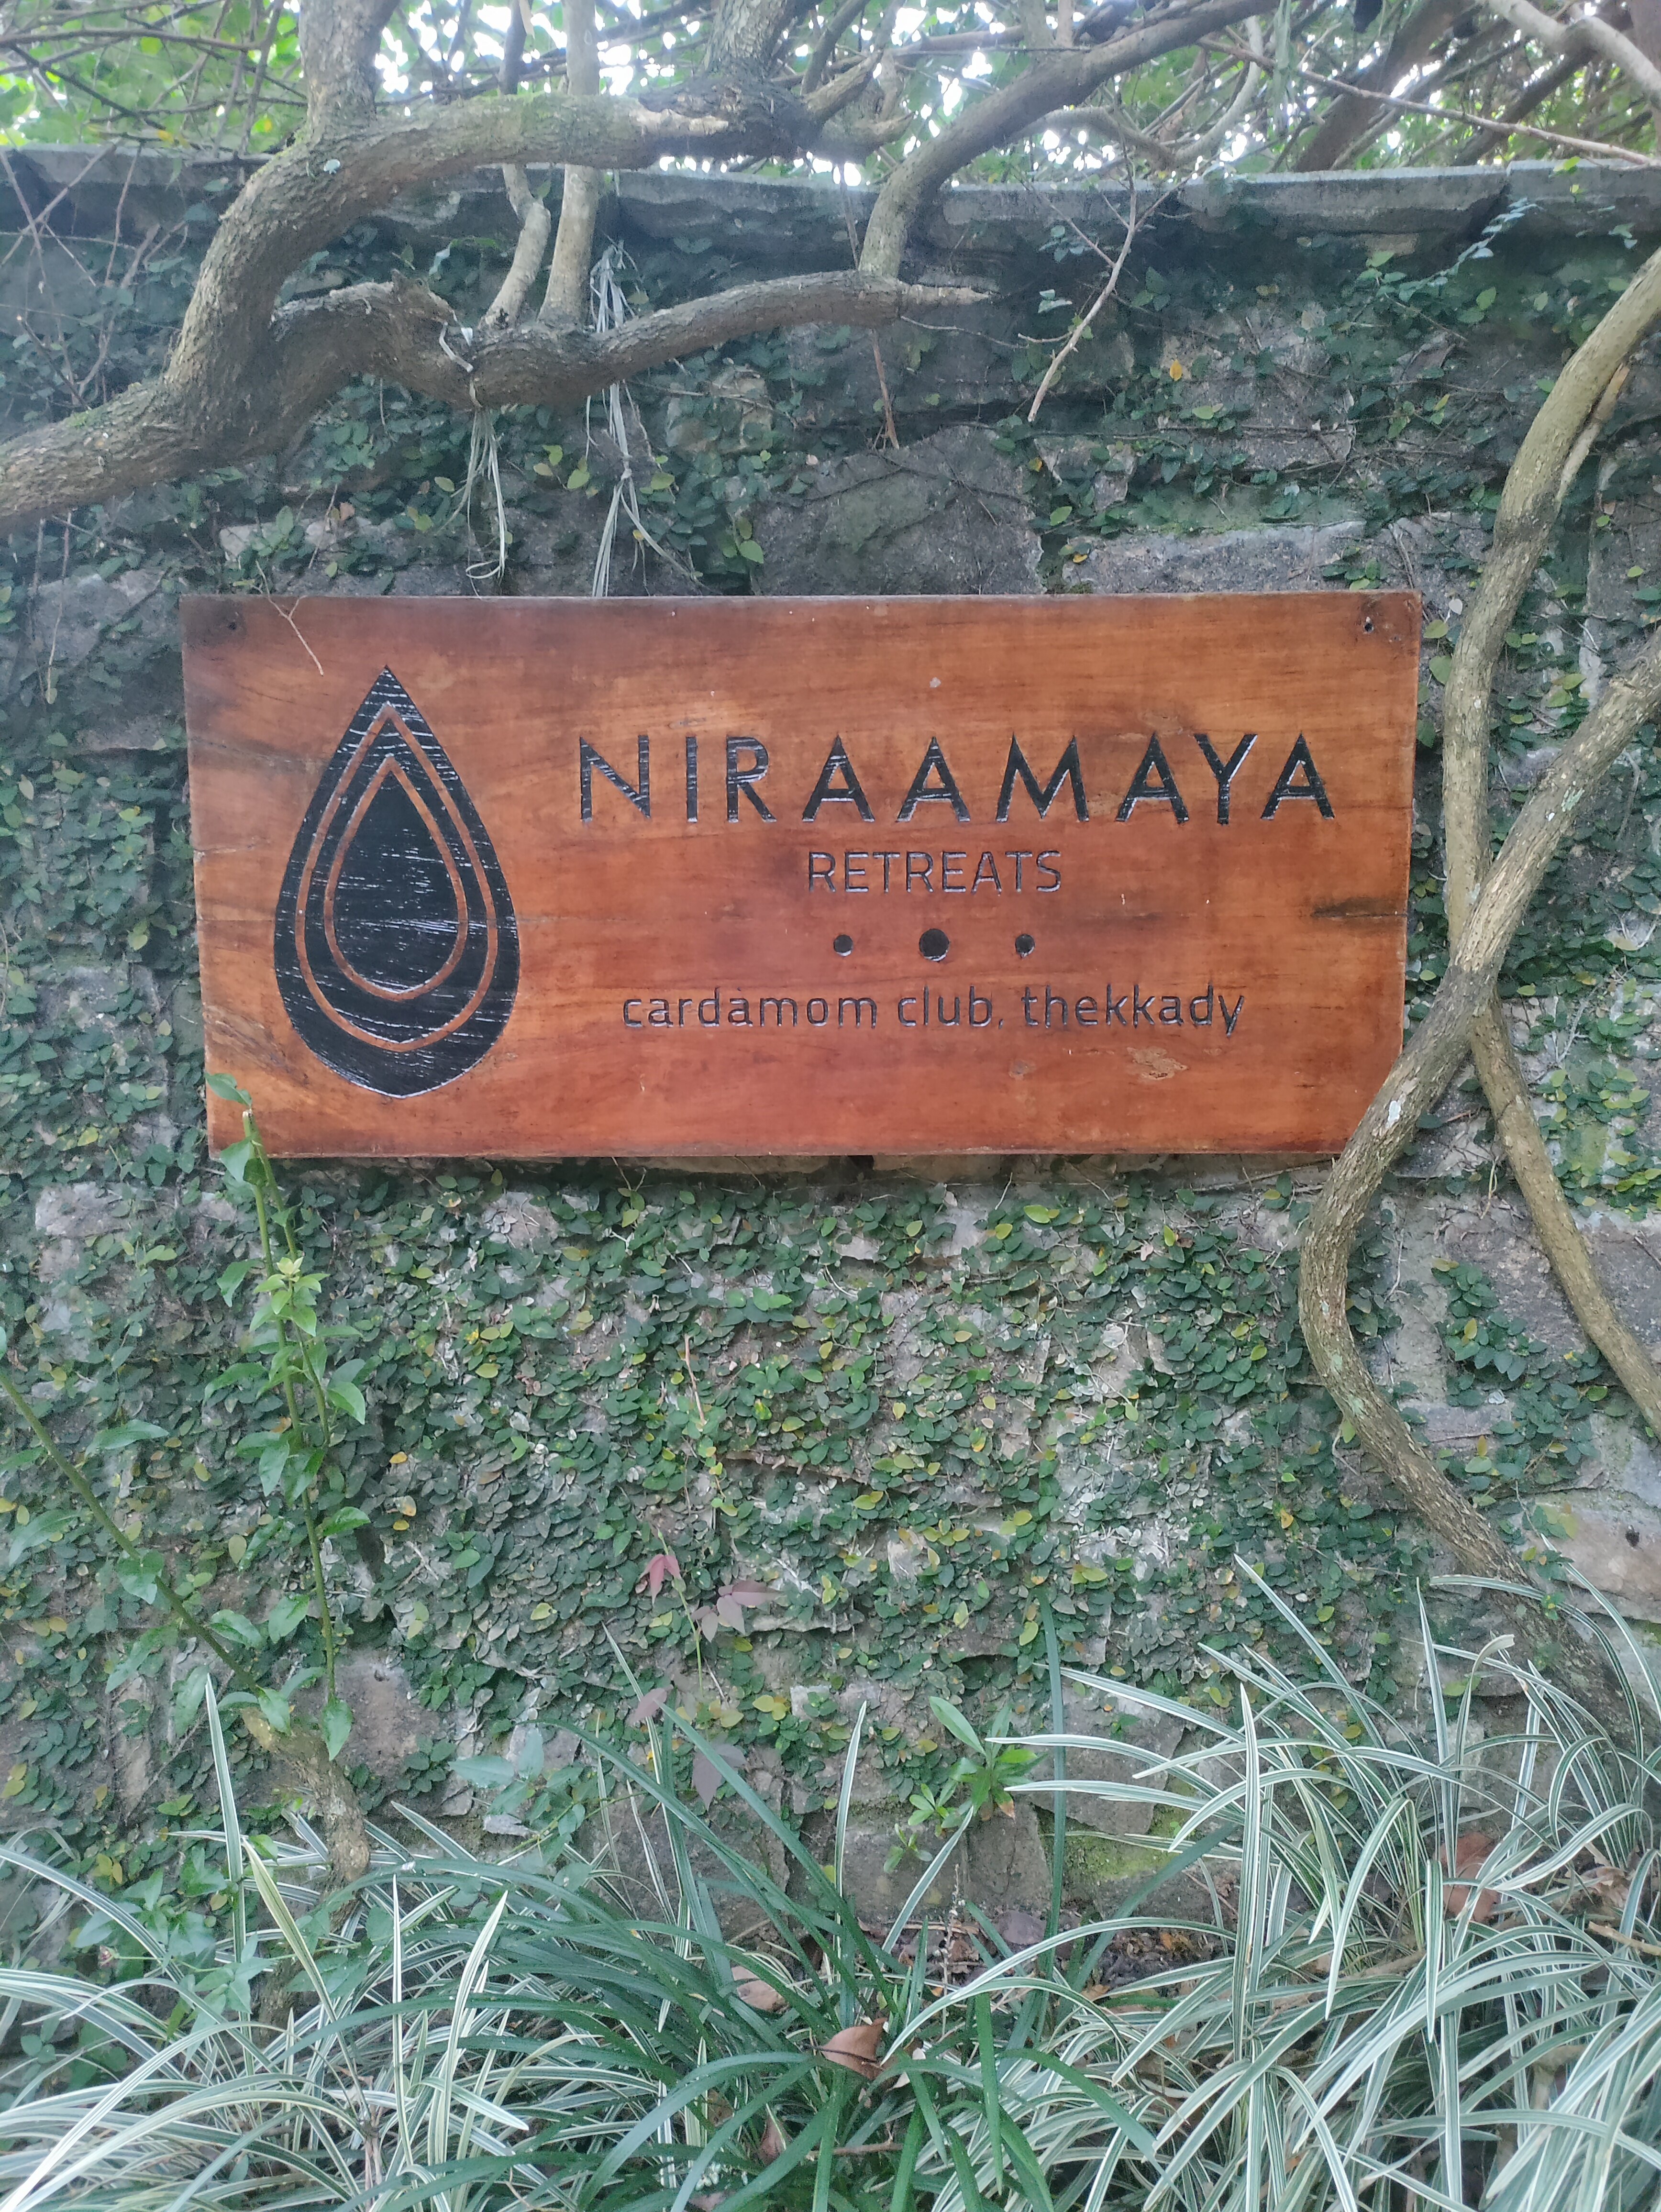 NIRAAMAYA
RETREATS
cardamom club, thekkady